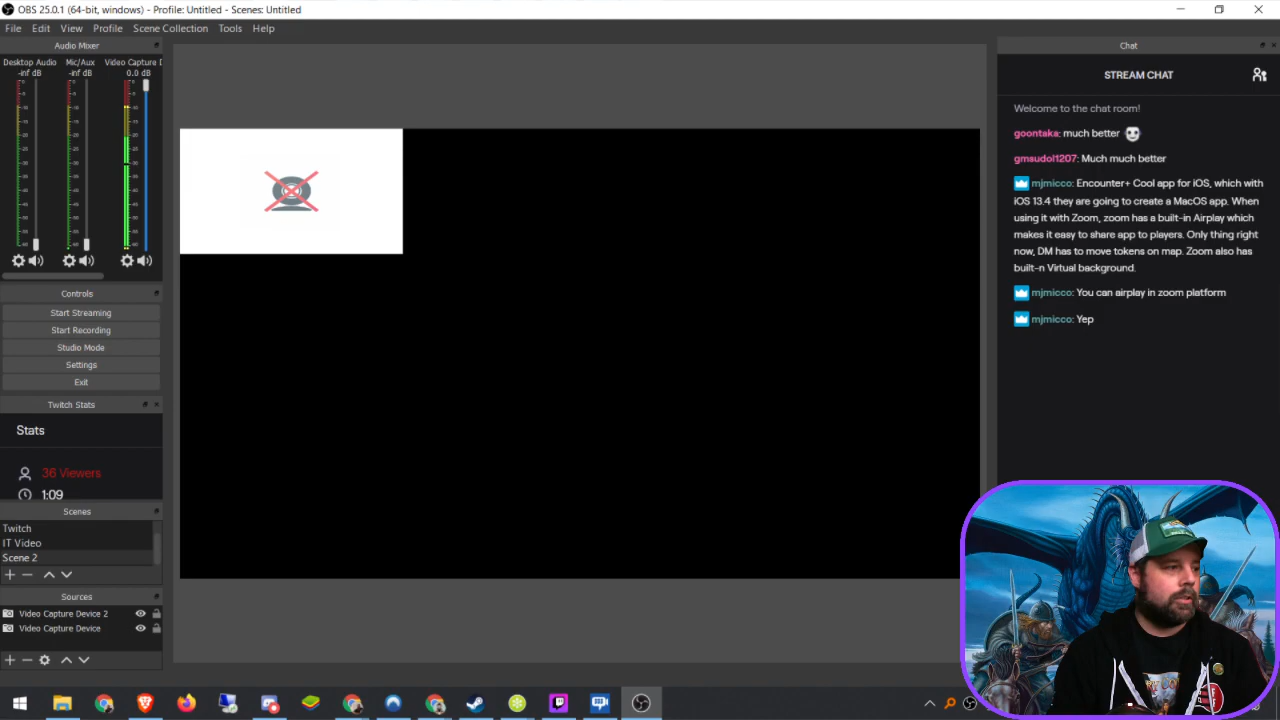 OBS 25.0.1 (64-bit, windows) - Profile: Untitled - Scenes: Untitled
File Edit View Profile Scene Collection Tools Help
Audio Mixer
Desktop Audio Mic/Aux Video Capture D
-inf dB -inf dB 0.0 dB
Controls
Start Streaming
Start Recording
Studio Mode
Settings
Exit
Twitch Stats
Stats
36 Viewers
1:09
Scenes
Twitch
IT Video
Scene 2
Sources
Video Capture Device 2
Video Capture Device
Chat
STREAM CHAT
Welcome to the chat room!
goontaka: much better
gmsudol1207: Much much better
mjmicco: Encounter+ Cool app for iOS, which with
iOS 13.4 they are going to create a MacOS app. When
using it with Zoom, zoom has a built-in Airplay which
makes it easy to share app to players. Only thing right
now, DM has to move tokens on map. Zoom also has
built-n Virtual background.
mjmicco: You can airplay in zoom platform
mjmicco: Yep